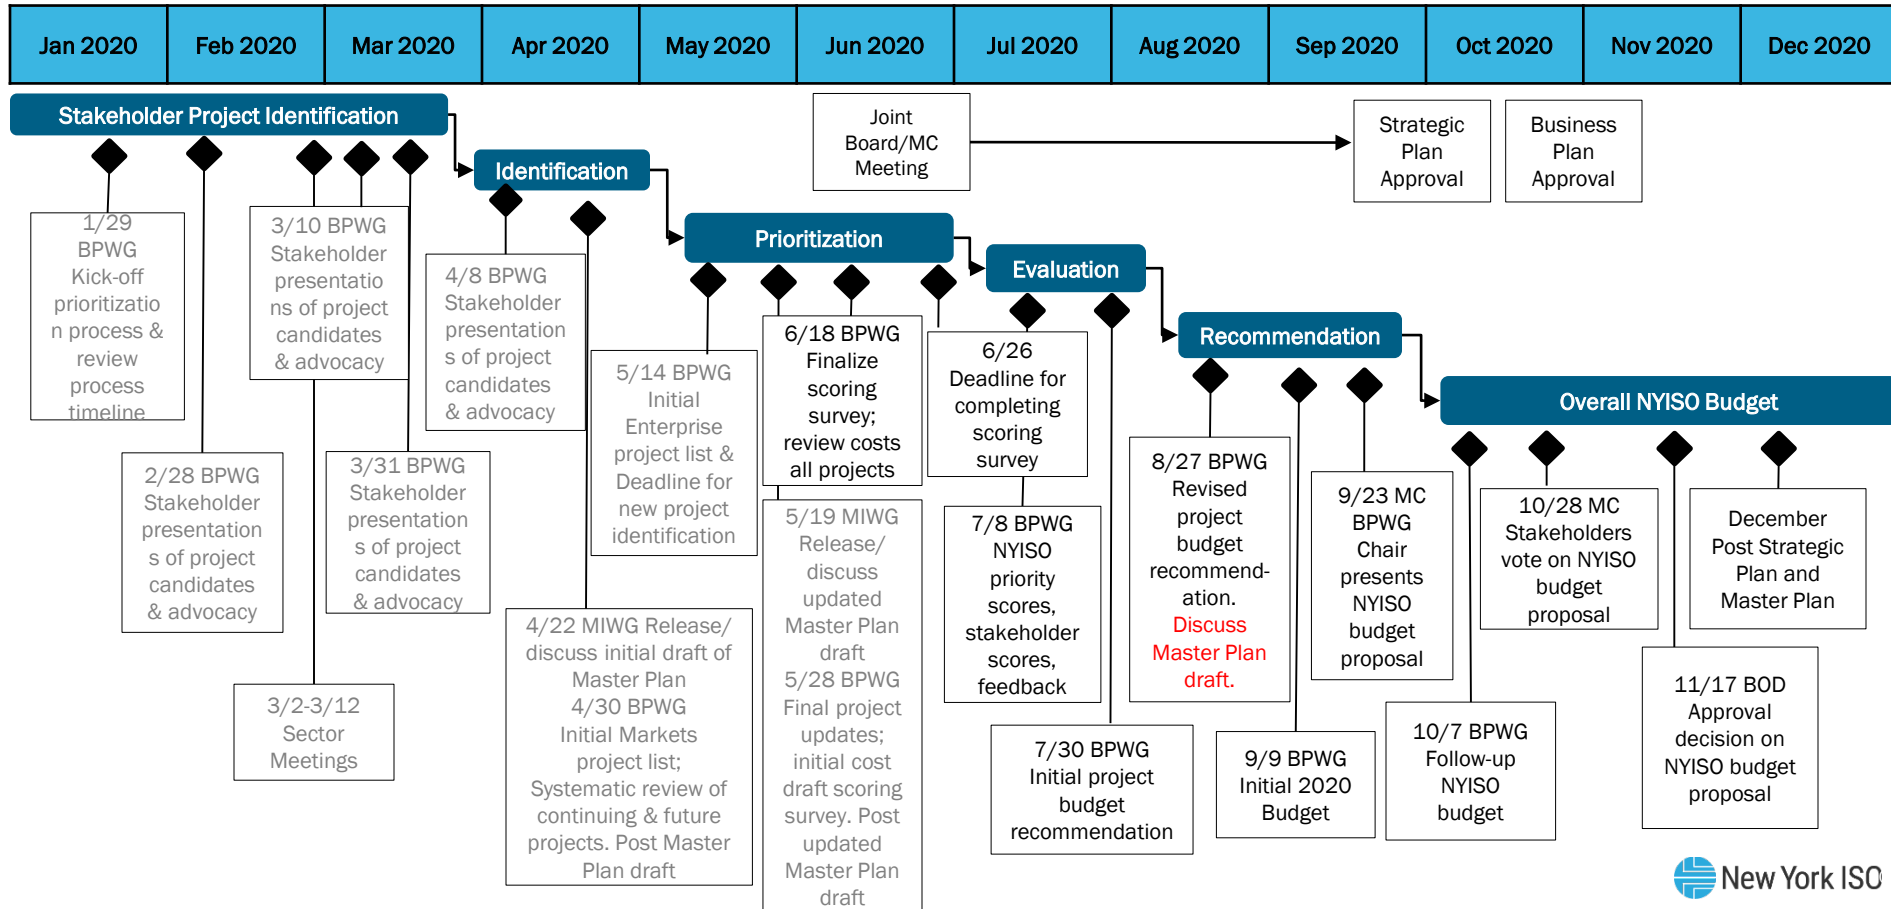 Jan 2020
Feb 2020
Mar 2020
Apr 2020
May 2020
Jun 2020
Jul 2020
Aug 2020
Sep 2020
Oct 2020
Nov 2020
Dec 2020
Stakeholder Project Identification
Identification
Prioritization
Evaluation
Recommendation
Overall NYISO Budget
Joint
Board/MC
Meeting
Strategic
Plan
Approval
Business
Plan
Approval
1/29
BPWG
Kick-off
prioritizatio
n process &
review
process
timeline
2/28 BPWG
Stakeholder
presentation
s of project
candidates
& advocacy
3/10 BPWG
Stakeholder
presentatio
ns of project
candidates
& advocacy
3/2-3/12
Sector
Meetings
3/31 BPWG
Stakeholder
presentation
s of project
candidates
& advocacy
4/8 BPWG
Stakeholder
presentation
s of project
candidates
& advocacy
4/22 MIWG Release/
discuss initial draft of
Master Plan
4/30 BPWG
Initial Markets
project list;
Systematic review of
continuing & future
projects. Post Master
Plan draft
5/14 BPWG
Initial
Enterprise
project list &
Deadline for
new project
identification
6/18 BPWG
Finalize
scoring
survey;
review costs
all projects
5/19 MIWG
Release/
discuss
updated
Master Plan
draft
5/28 BPWG
Final project
updates;
initial cost
draft scoring
survey. Post
updated
Master Plan
draft
6/26
Deadline for
completing
scoring
survey
7/8 BPWG
NYISO
priority
scores,
stakeholder
scores,
feedback
7/30 BPWG
Initial project
budget
recommendation
8/27 BPWG
Revised
project
budget
recommend-
ation.
Discuss
Master Plan
draft.
9/9 BPWG
Initial 2020
Budget
9/23 MC
BPWG
Chair
presents
NYISO
budget
proposal
10/7 BPWG
Follow-up
NYISO
budget
10/28 MC
Stakeholders
vote on NYISO
budget
proposal
11/17 BOD
Approval
decision on
NYISO budget
proposal
December
Post Strategic
Plan and
Master Plan
New York ISO